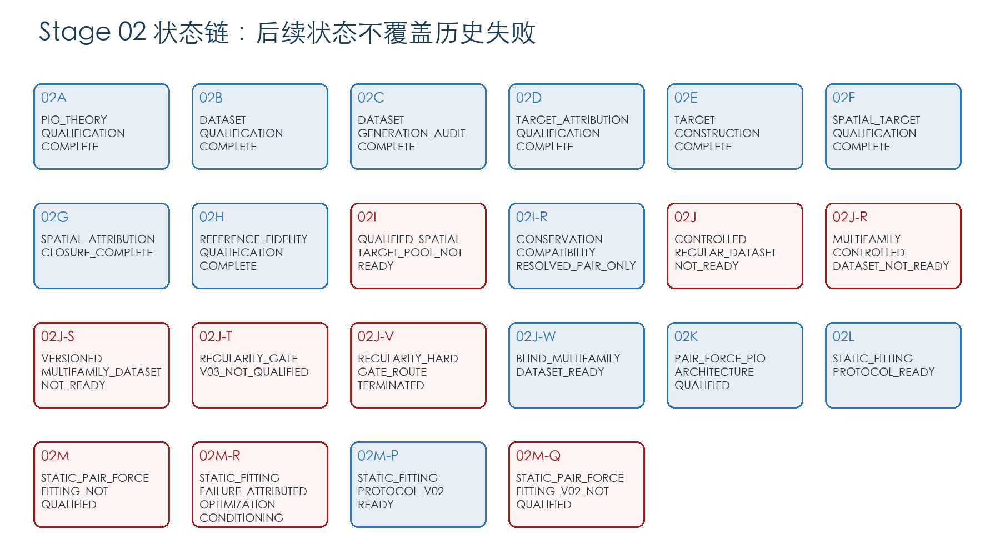 Stage 02 状态链：后续状态不覆盖历史失败
02A
PIO_THEORY
QUALIFICATION
COMPLETE
02B
DATASET
QUALIFICATION
COMPLETE
02C
DATASET
GENERATION_AUDIT
COMPLETE
02D
TARGET_ATTRIBUTION
QUALIFICATION
COMPLETE
02E
TARGET
CONSTRUCTION
COMPLETE
02F
SPATIAL_TARGET
QUALIFICATION
COMPLETE
02G
SPATIAL_ATTRIBUTION
CLOSURE_COMPLETE
02H
REFERENCE_FIDELITY
QUALIFICATION
COMPLETE
02I
QUALIFIED_SPATIAL
TARGET_POOL_NOT
READY
02I-R
CONSERVATION
COMPATIBILITY
RESOLVED_PAIR_ONLY
02J
CONTROLLED
REGULAR_DATASET
NOT_READY
02J-R
MULTIFAMILY
CONTROLLED
DATASET_NOT_READY
02J-S
VERSIONED
MULTIFAMILY_DATASET
NOT_READY
02J-T
REGULARITY_GATE
V03_NOT_QUALIFIED
02J-V
REGULARITY_HARD
GATE_ROUTE
TERMINATED
02J-W
BLIND_MULTIFAMILY
DATASET_READY
02K
PAIR_FORCE_PIO
ARCHITECTURE
QUALIFIED
02L
STATIC_FITTING
PROTOCOL_READY
02M
STATIC_PAIR_FORCE
FITTING_NOT
QUALIFIED
02M-R
STATIC_FITTING
FAILURE_ATTRIBUTED
OPTIMIZATION
CONDITIONING
02M-P
STATIC_FITTING
PROTOCOL_V02
READY
02M-Q
STATIC_PAIR_FORCE
FITTING_V02_NOT
QUALIFIED